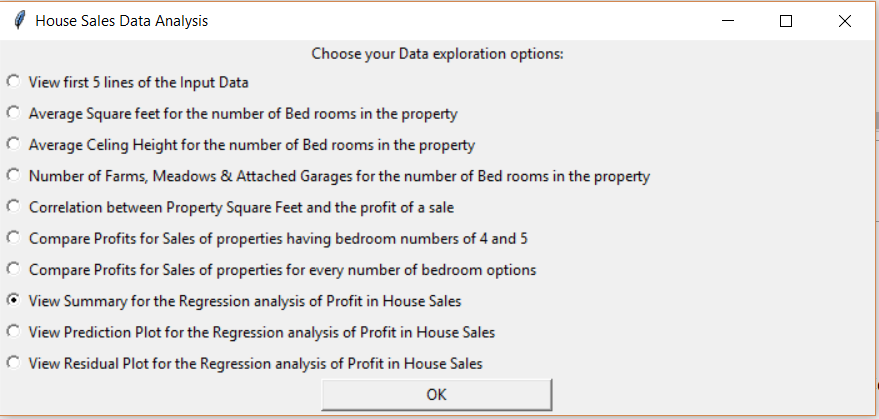 House Sales Data Analysis
Choose your Data exploration options:
View first 5 lines of the Input Data
Average Square feet for the number of Bed rooms in the property
Average Celing Height for the number of Bed rooms in the property
Number of Farms, Meadows & Attached Garages for the number of Bed rooms in the property
Correlation between Property Square Feet and the profit of a sale
Compare Profits for Sales of properties having bedroom numbers of 4 and 5
Compare Profits for Sales of properties for every number of bedroom options
View Summary for the Regression analysis of Profit in House Sales
View Prediction Plot for the Regression analysis of Profit in House Sales
View Residual Plot for the Regression analysis of Profit in House Sales
OK